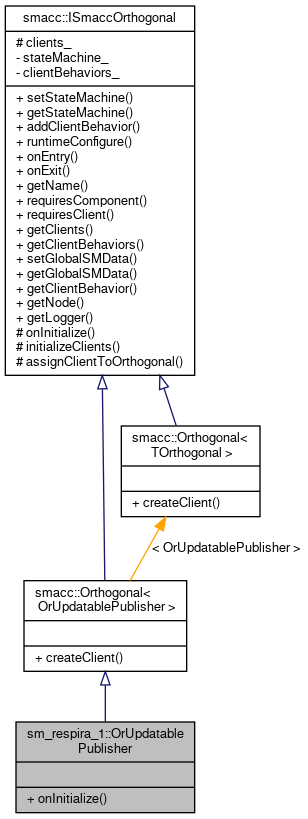 smacc::ISmaccOrthogonal
# clients_
- stateMachine_
- clientBehaviors_
+ setStateMachine()
+ getStateMachine()
+ addClientBehavior()
+ runtimeConfigure()
+ onEntry()
+ onExit()
+ getName()
+ requiresComponent()
+ requiresClient()
+ getClients()
+ getClientBehaviors()
+ setGlobalSMData()
+ getGlobalSMData()
+ getClientBehavior()
+ getNode()
+ getLogger()
# onInitialize()
# initializeClients()
# assignClientToOrthogonal()
smacc::Orthogonal<
TOrthogonal >
+ createClient()
< OrUpdatablePublisher >
smacc::Orthogonal<
OrUpdatablePublisher >
+ createClient()
sm_respira_1::OrUpdatable
Publisher
+ onInitialize()